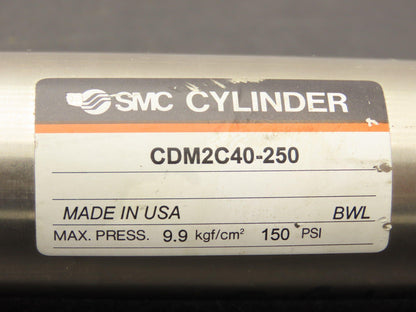 SMC CYLINDER
CDM2C40-250
MADE IN USA BWL
MAX. PRESS. 9.9 kgf/cm² 150 PSI